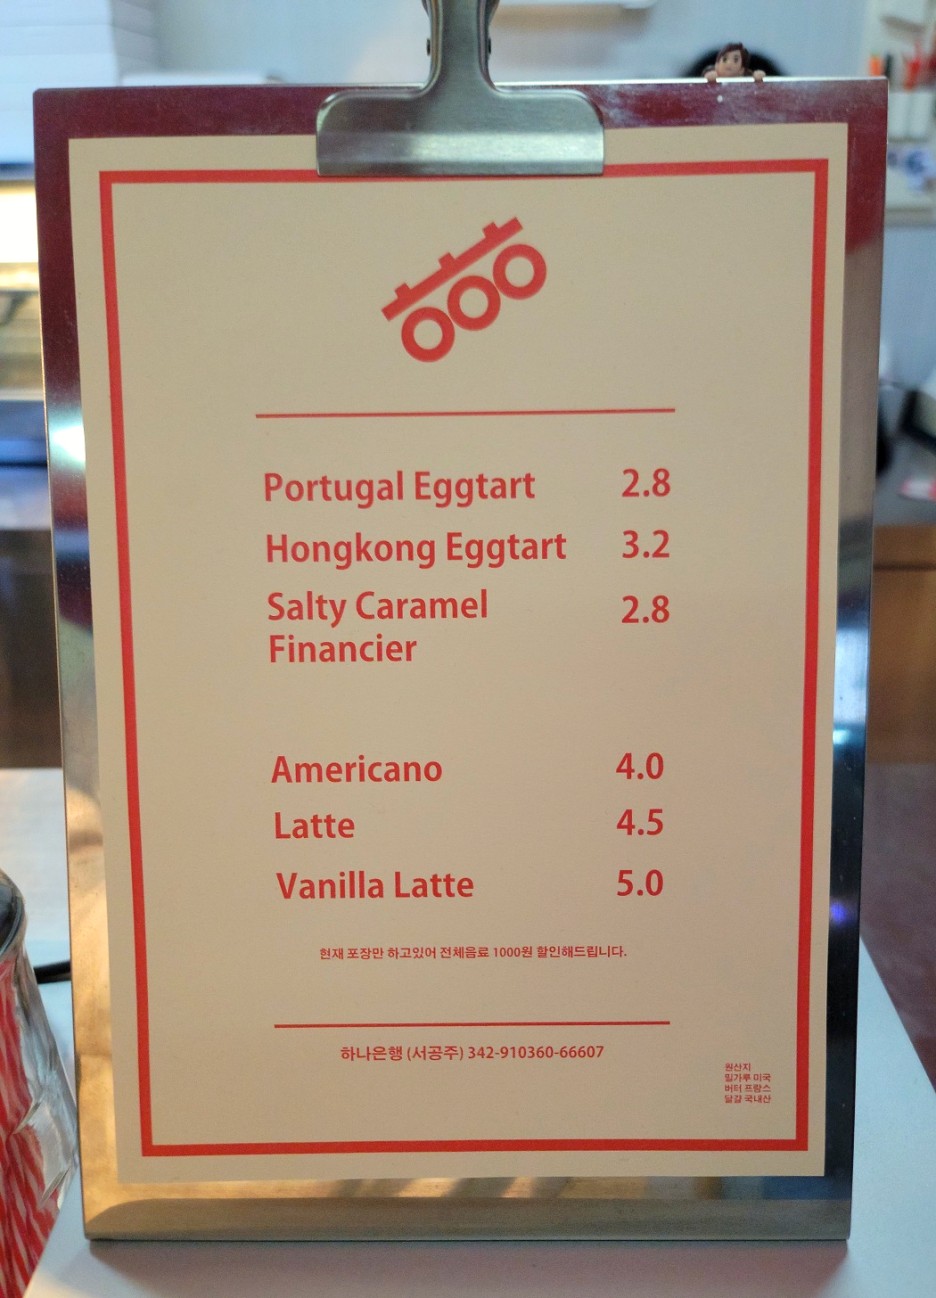 Portugal Eggtart 2.8
Hongkong Eggtart 3.2
Salty Caramel 2.8
Financier
Americano 4.0
Latte 4.5
Vanilla Latte 5.0
현재 포장만 하고있어 전체음료 1000원 할인해드립니다.
하나은행 (서공주) 342-910360-66607
원산지
밀가루 미국
버터 프랑스
달걀 국내산